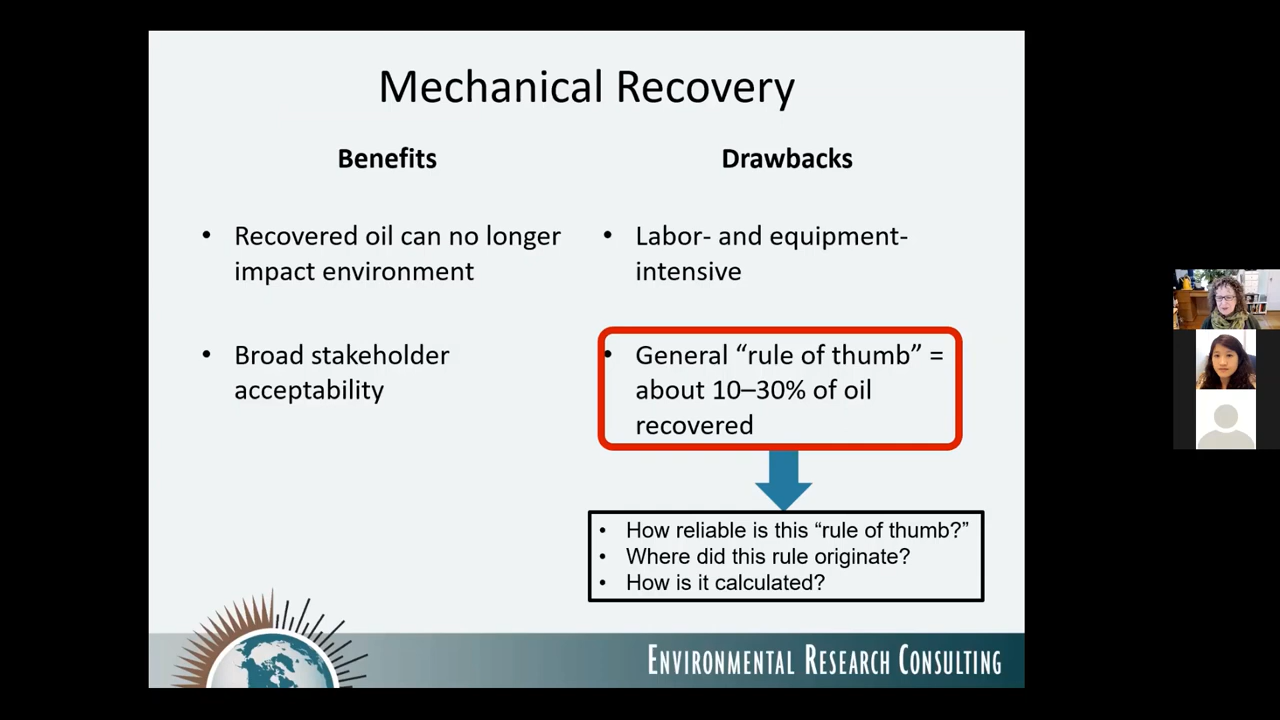 Mechanical Recovery
Benefits
• Recovered oil can no longer
impact environment
• Broad stakeholder
acceptability
Drawbacks
• Labor- and equipment-
intensive
• General “rule of thumb” =
about 10–30% of oil
recovered
• How reliable is this “rule of thumb?”
• Where did this rule originate?
• How is it calculated?
ENVIRONMENTAL RESEARCH CONSULTING